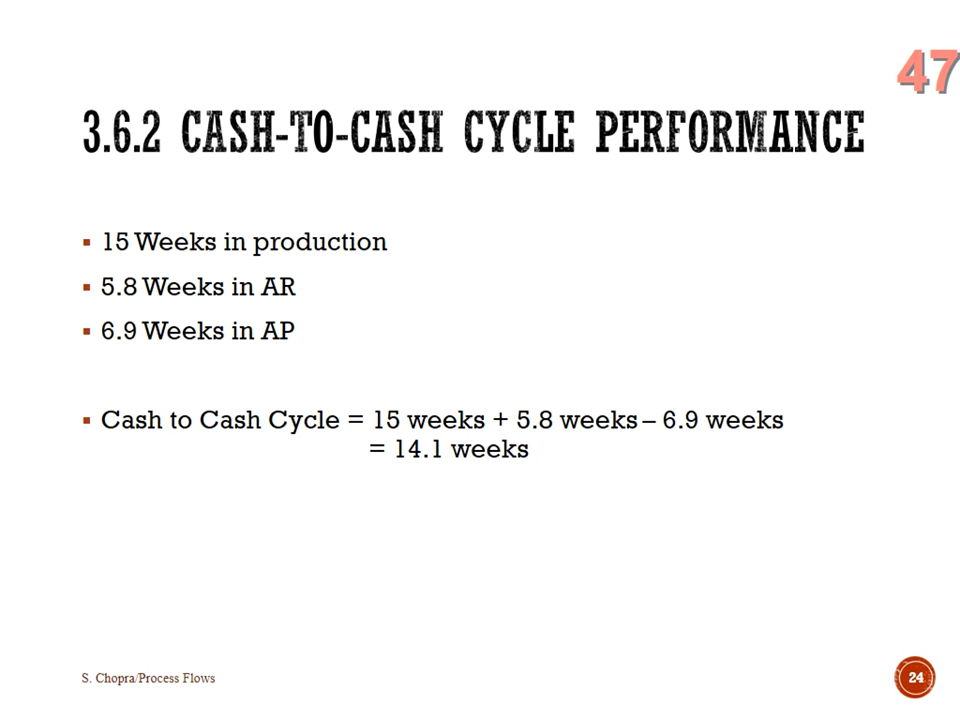 47
3.6.2 CASH-TO-CASH CYCLE PERFORMANCE
▪ 15 Weeks in production
▪ 5.8 Weeks in AR
▪ 6.9 Weeks in AP
▪ Cash to Cash Cycle = 15 weeks + 5.8 weeks – 6.9 weeks
= 14.1 weeks
S. Chopra/Process Flows
24